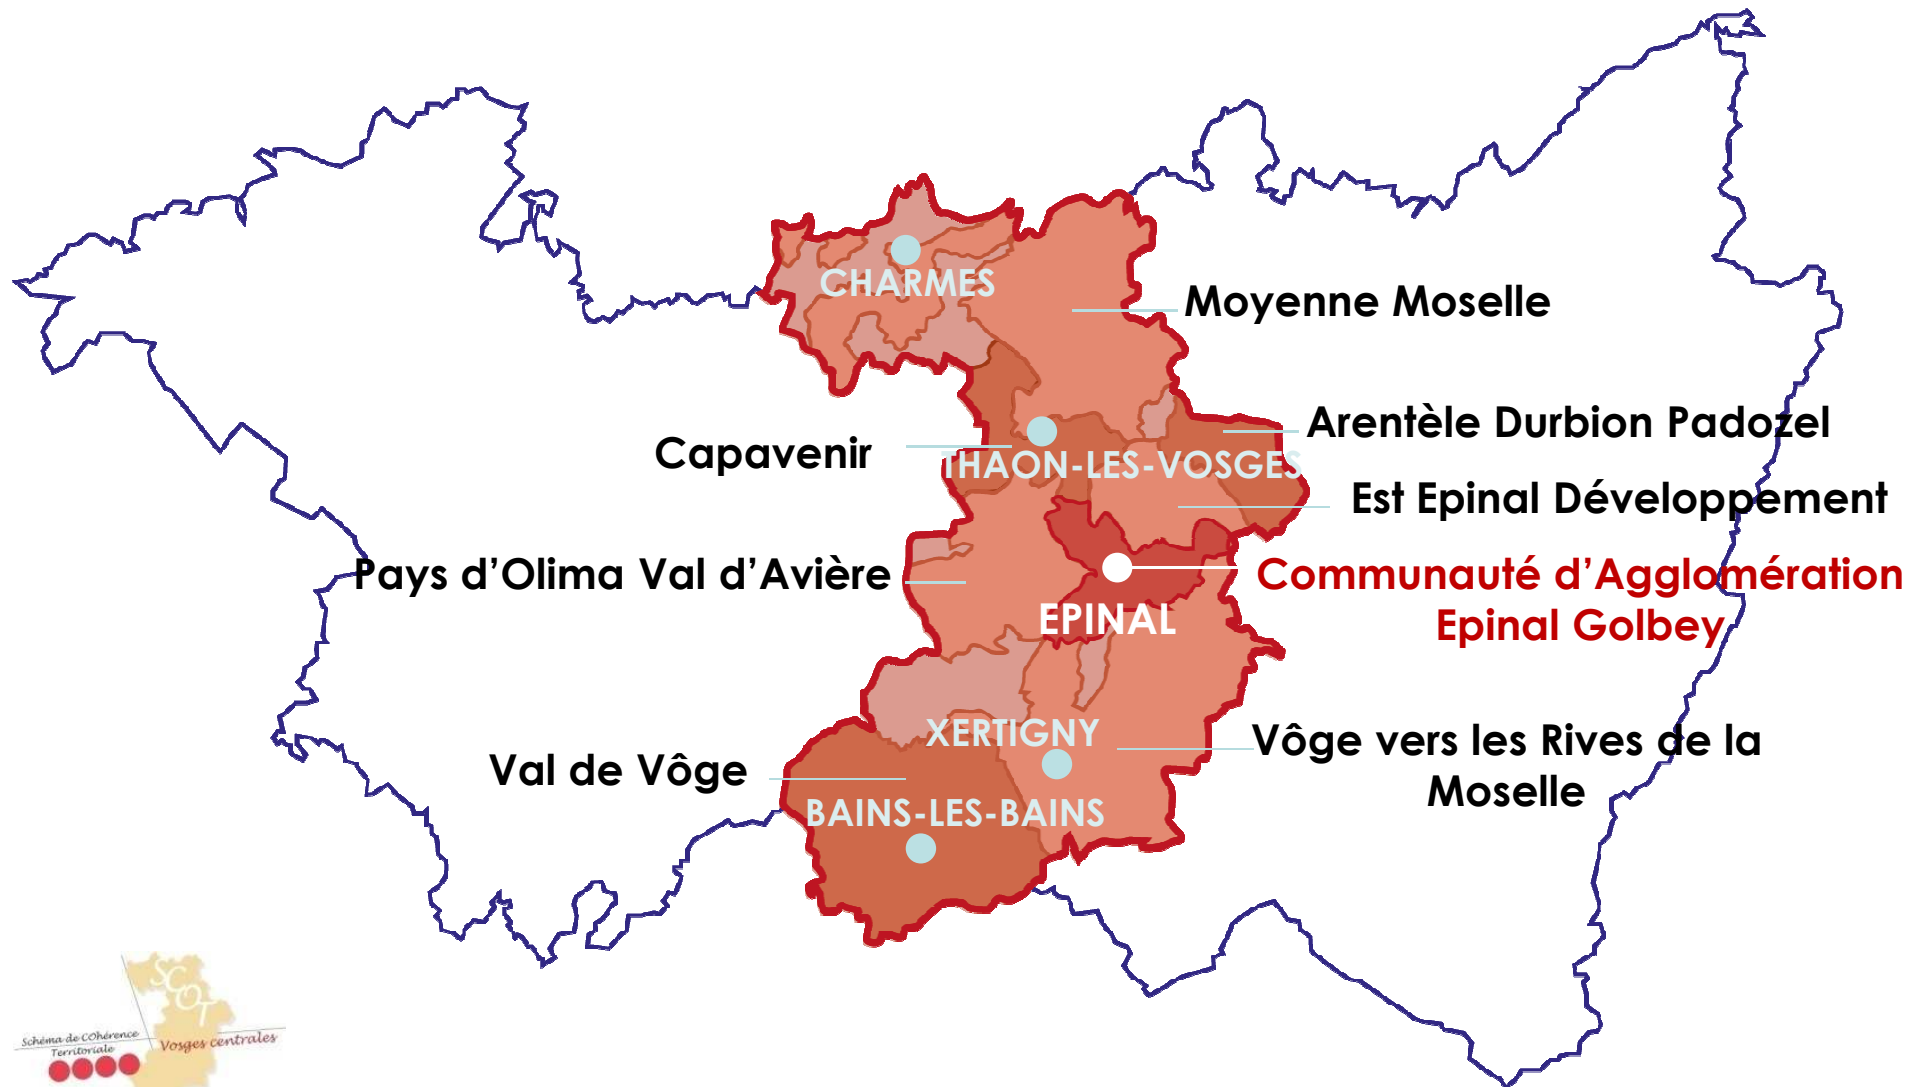 CHARMES
Moyenne Moselle
Arentèle Durbion Padozel
Capavenir
THAON-LES-VOSGES
Est Epinal Développement
Pays d’Olima Val d’Avière
Communauté d’Agglomération
Epinal Golbey
EPINAL
XERTIGNY
Vôge vers les Rives de la
Moselle
Val de Vôge
BAINS-LES-BAINS
SCOT
Schéma de COhérence
Territoriale
Vosges centrales